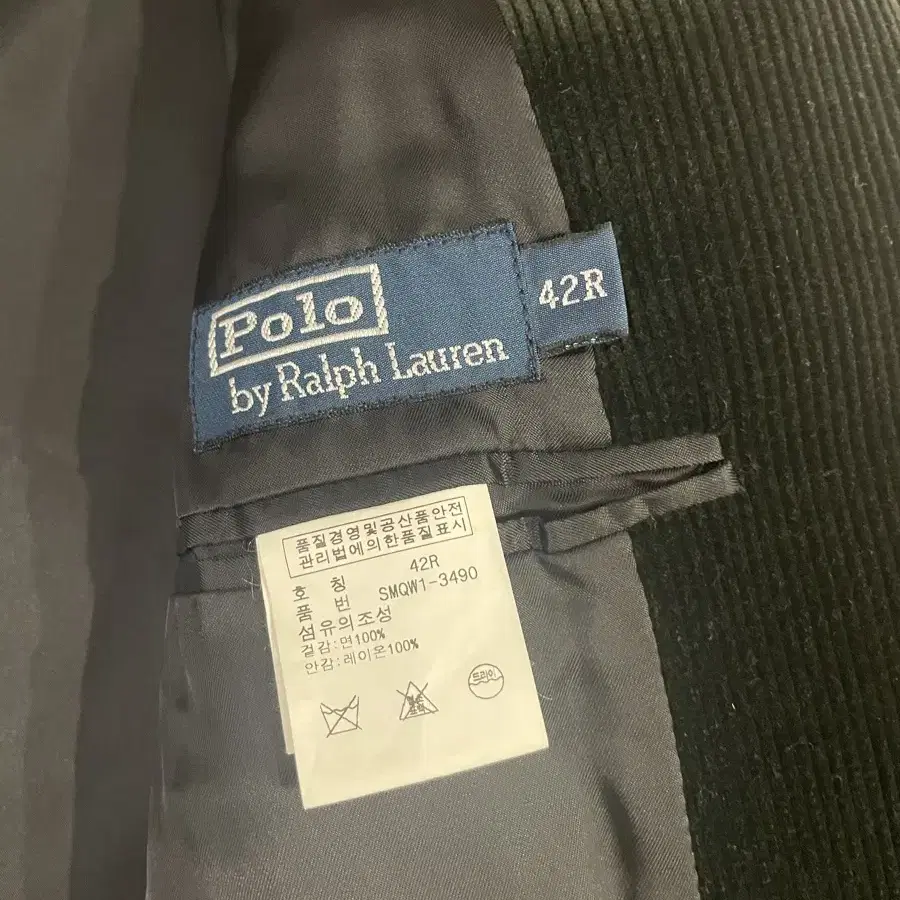 Polo
by Ralph Lauren
42R
품질경영및공산품안전
관리법에의한품질표시
호 칭 42R
품 번 SMQW1-3490
섬유의조성
겉감:면100%
안감:레이온100%
드라이